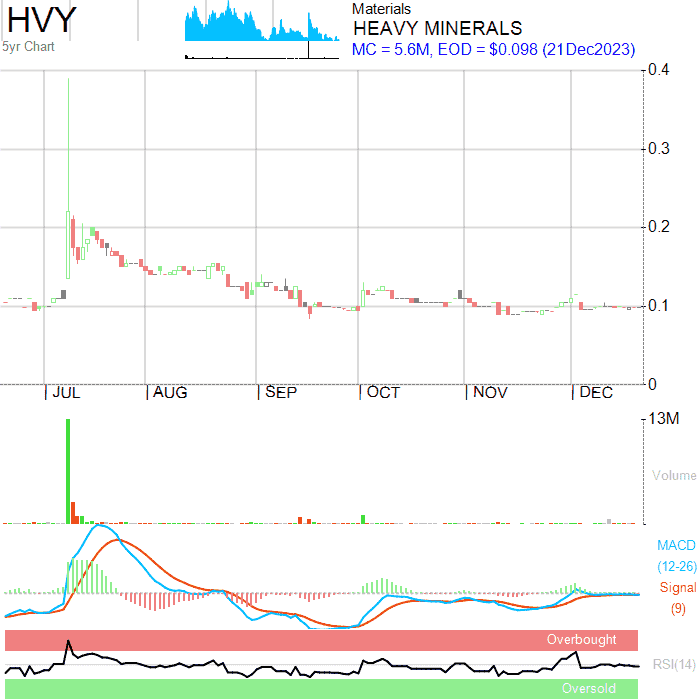 HVY
5yr Chart
Materials
HEAVY MINERALS
MC = 5.6M, EOD = $0.098 (21Dec2023)
0.4
0.3
0.2
0.1
0
JUL AUG SEP OCT NOV DEC
13M
Volume
MACD
(12-26)
Signal
(9)
Overbought
RSI(14)
Oversold